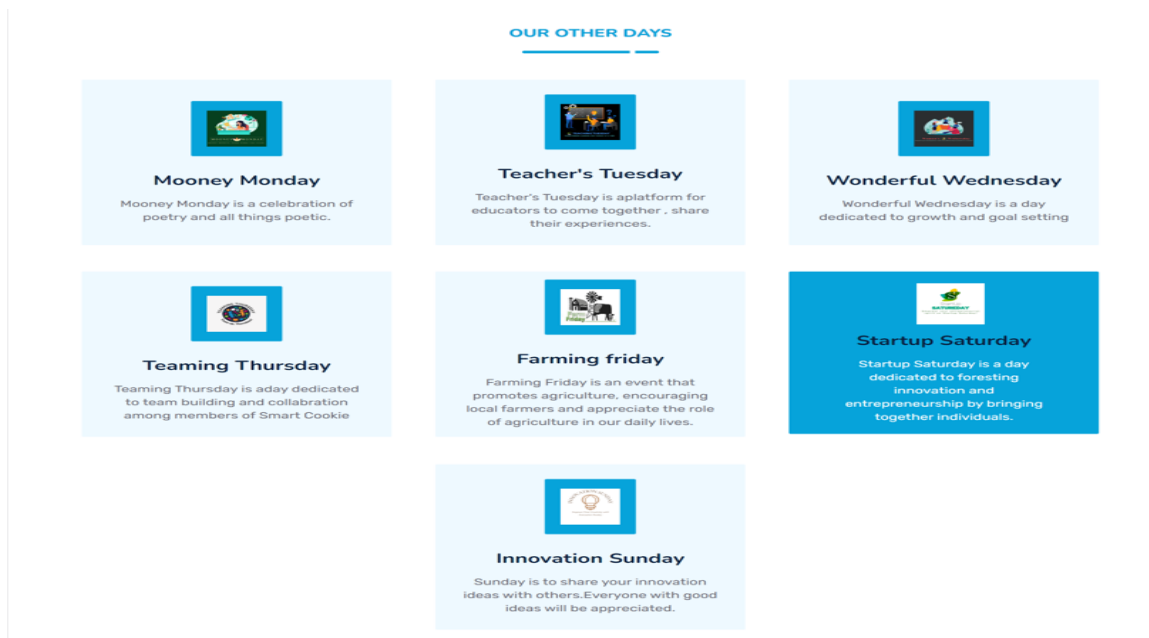 OUR OTHER DAYS
Mooney Monday
Mooney Monday is a celebration of
poetry and all things poetic.
Teacher's Tuesday
Teacher's Tuesday is aplatform for
educators to come together , share
their experiences.
Wonderful Wednesday
Wonderful Wednesday is a day
dedicated to growth and goal setting
Teaming Thursday
Teaming Thursday is aday dedicated
to team building and collabration
among members of Smart Cookie
Farming friday
Farming Friday is an event that
promotes agriculture, encouraging
local farmers and appreciate the role
of agriculture in our daily lives.
SATURDAY
Startup Saturday
Startup Saturday is a day
dedicated to foresting
innovation and
entrepreneurship by bringing
together individuals.
Innovation Sunday
Sunday is to share your innovation
ideas with others.Everyone with good
ideas will be appreciated.